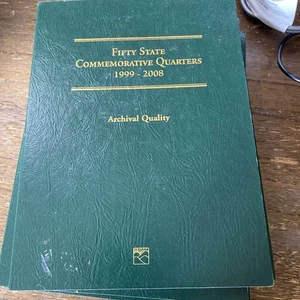 FIFTY STATE
COMMEMORATIVE QUARTERS
1999 - 2008
Archival Quality